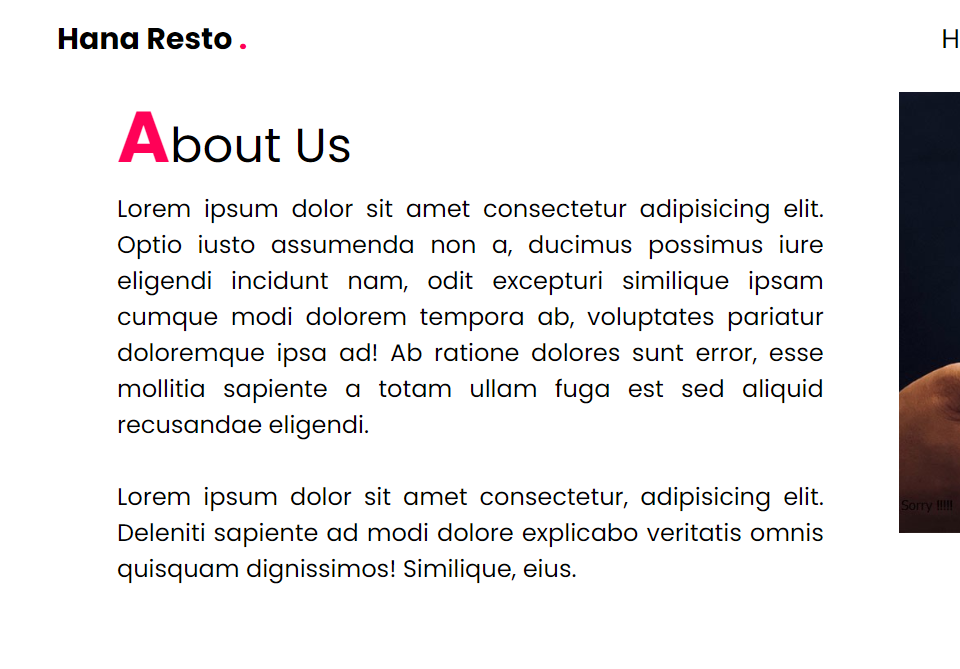 Hana Resto .
H
About Us
Lorem ipsum dolor sit amet consectetur adipisicing elit.
Optio iusto assumenda non a, ducimus possimus iure
eligendi incidunt nam, odit excepturi similique ipsam
cumque modi dolorem tempora ab, voluptates pariatur
doloremque ipsa ad! Ab ratione dolores sunt error, esse
mollitia sapiente a totam ullam fuga est sed aliquid
recusandae eligendi.
Lorem ipsum dolor sit amet consectetur, adipisicing elit.
Deleniti sapiente ad modi dolore explicabo veritatis omnis
quisquam dignissimos! Similique, eius.
Sorry !!!!!